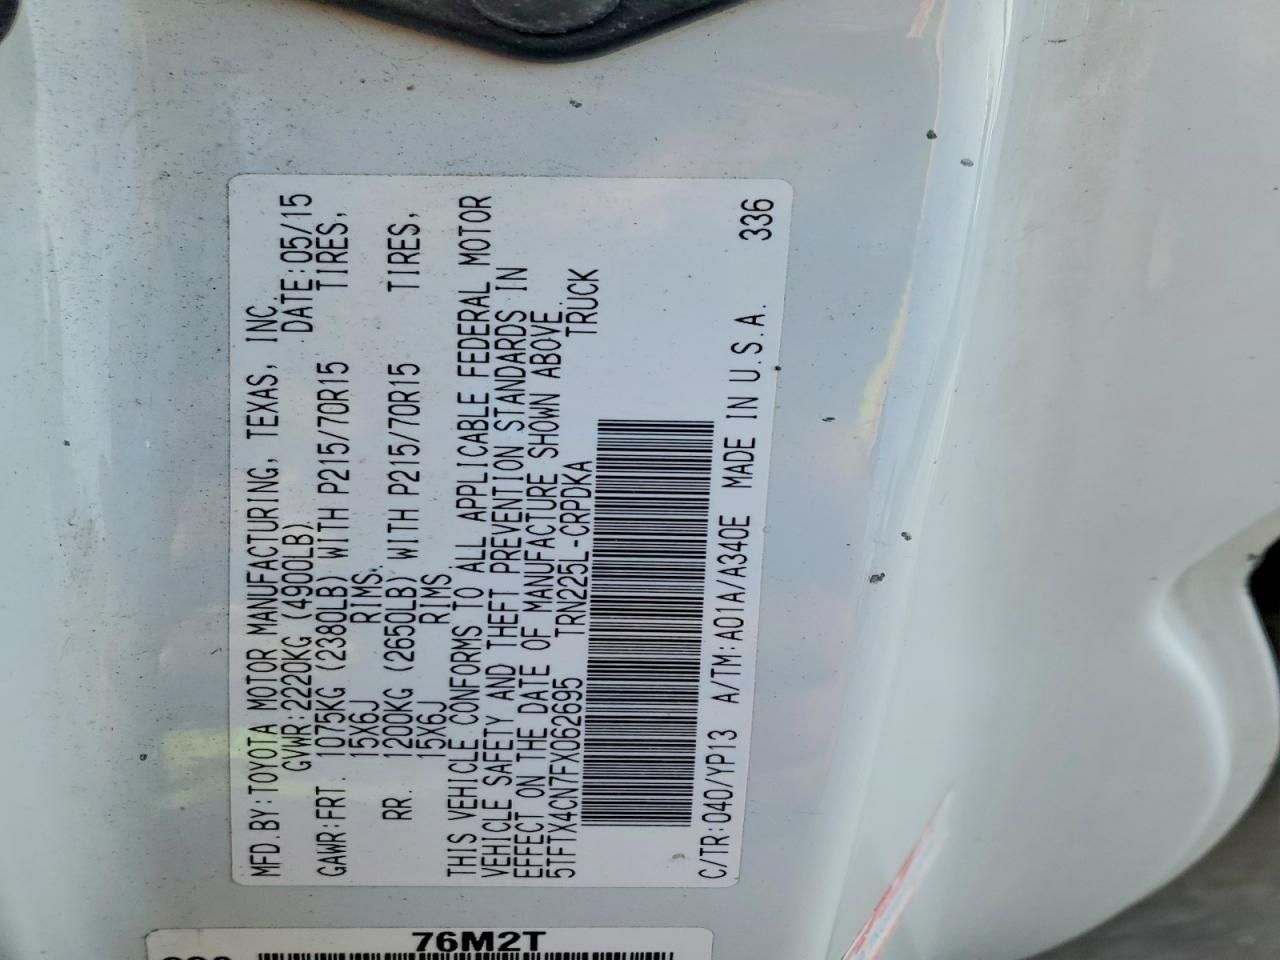 MFD.BY:TOYOTA MOTOR MANUFACTURING, TEXAS, INC.
GVWR:2220KG (4900LB) DATE:05/15
GAWR:FRT. 1075KG (2380LB) WITH P215/70R15 TIRES,
15X6J RIMS.
RR. 1200KG (2650LB) WITH P215/70R15 TIRES,
15X6J RIMS
THIS VEHICLE CONFORMS TO ALL APPLICABLE FEDERAL MOTOR
VEHICLE SAFETY AND THEFT PREVENTION STANDARDS IN
EFFECT ON THE DATE OF MANUFACTURE SHOWN ABOVE.
5TFTX4CN7FX062695 TRN225L-CRPDKA TRUCK
C/TR:040/YP13 A/TM:A01A/A340E MADE IN U.S.A. 336
76M2T